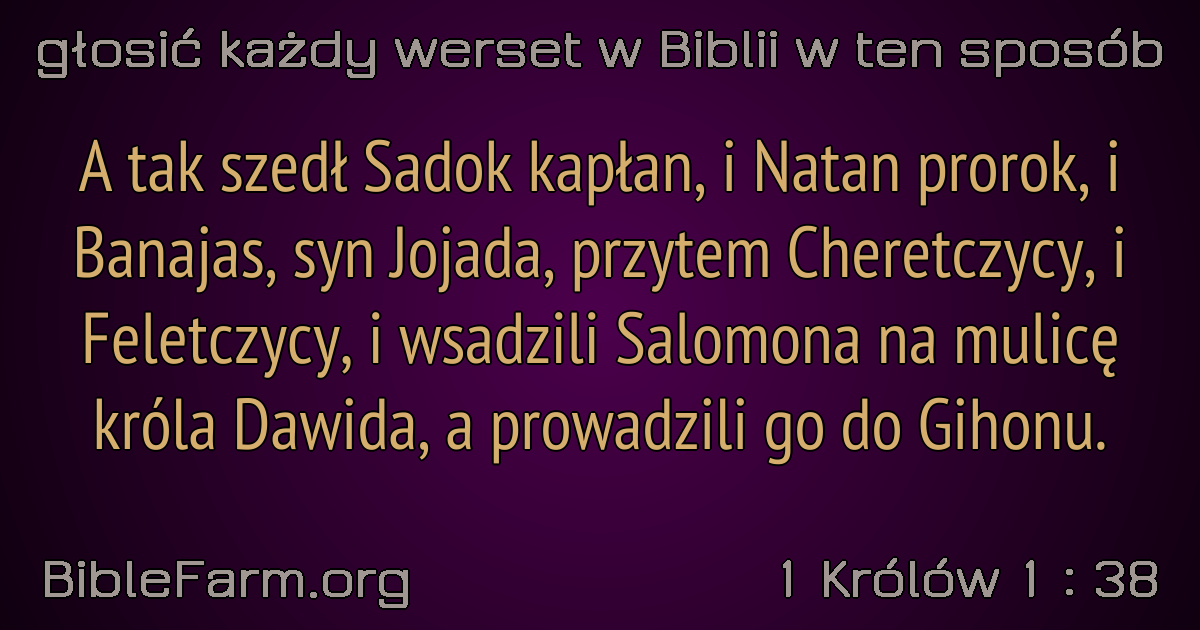 głosić każdy werset w Biblii w ten sposób
A tak szedł Sadok kapłan, i Natan prorok, i
Banajas, syn Jojada, przytem Cheretczycy, i
Feletczycy, i wsadzili Salomona na mulicę
króla Dawida, a prowadzili go do Gihonu.
BibleFarm.org
1 Królów 1 : 38